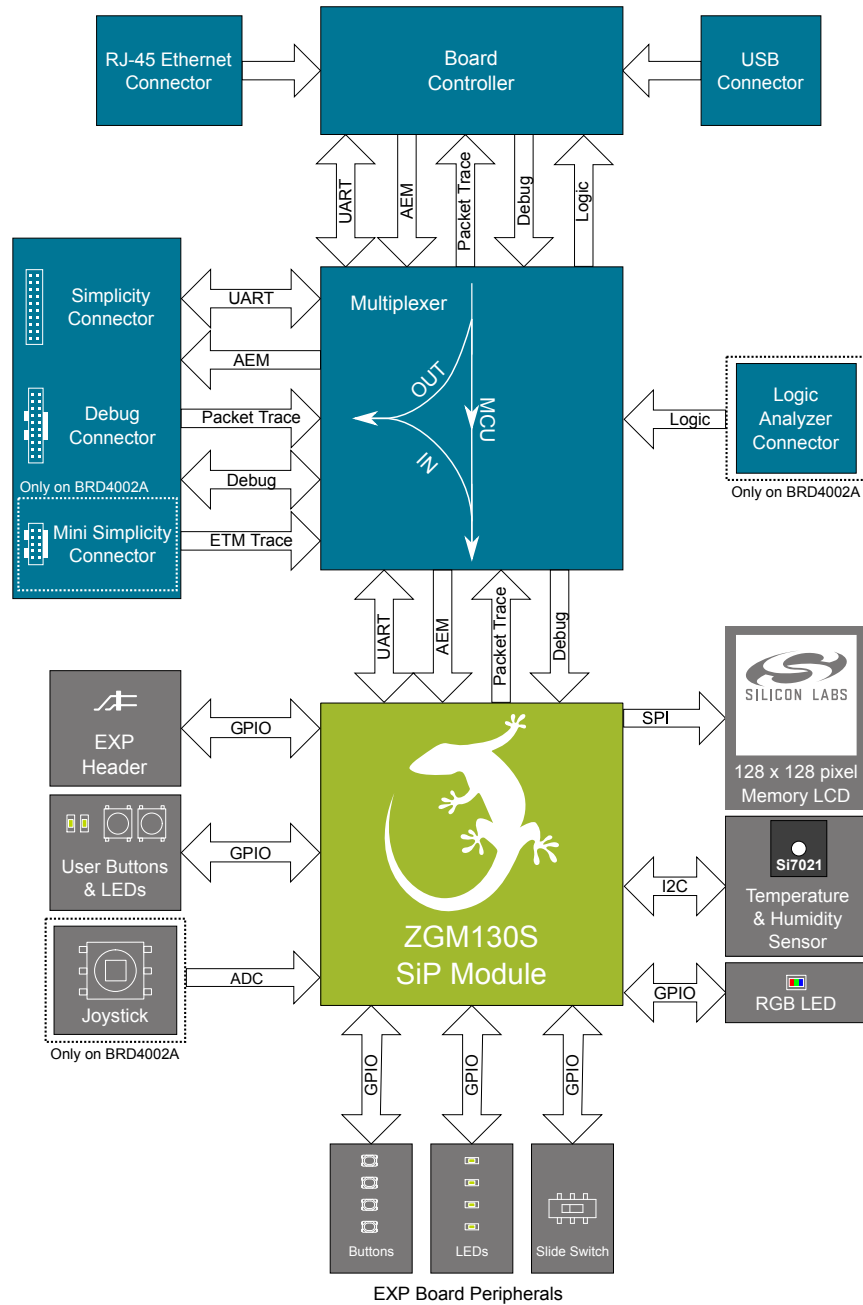 RJ-45 Ethernet
Connector
Board
Controller
USB
Connector
UART
AEM
Packet Trace
Debug
Logic
Simplicity
Connector
Debug
Connector
Only on BRD4002A
Mini Simplicity
Connector
UART
AEM
Packet Trace
Debug
ETM Trace
Multiplexer
OUT
MCU
IN
Logic
Logic
Analyzer
Connector
Only on BRD4002A
UART
AEM
Packet Trace
Debug
EXP
Header
GPIO
User Buttons
& LEDs
GPIO
Joystick
Only on BRD4002A
ADC
ZGM130S
SiP Module
SPI
SILICON LABS
128 x 128 pixel
Memory LCD
I2C
Si7021
Temperature
& Humidity
Sensor
GPIO
RGB LED
GPIO
GPIO
GPIO
Buttons
LEDs
Slide Switch
EXP Board Peripherals